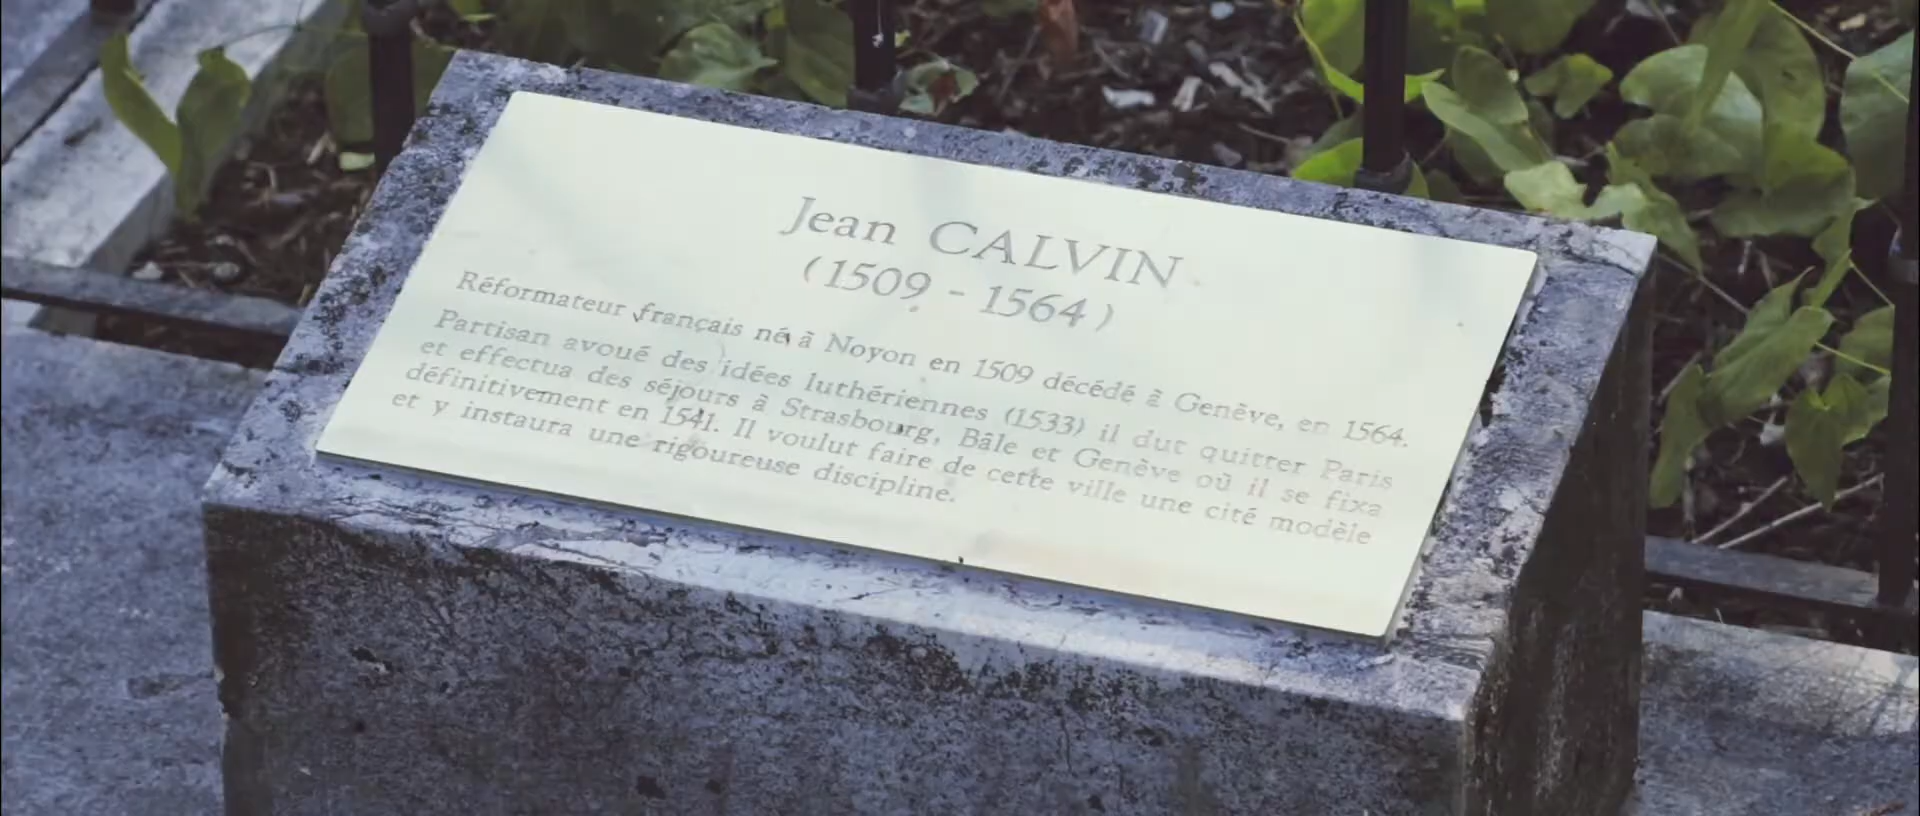 Jean CALVIN
(1509 - 1564)
Réformateur français né à Noyon en 1509 décédé à Genève, en 1564.
Partisan avoué des idées luthériennes (1533) il dut quitter Paris
et effectua des séjours à Strasbourg, Bâle et Genève où il se fixa
définitivement en 1541. Il voulut faire de cette ville une cité modèle
et y instaura une rigoureuse discipline.